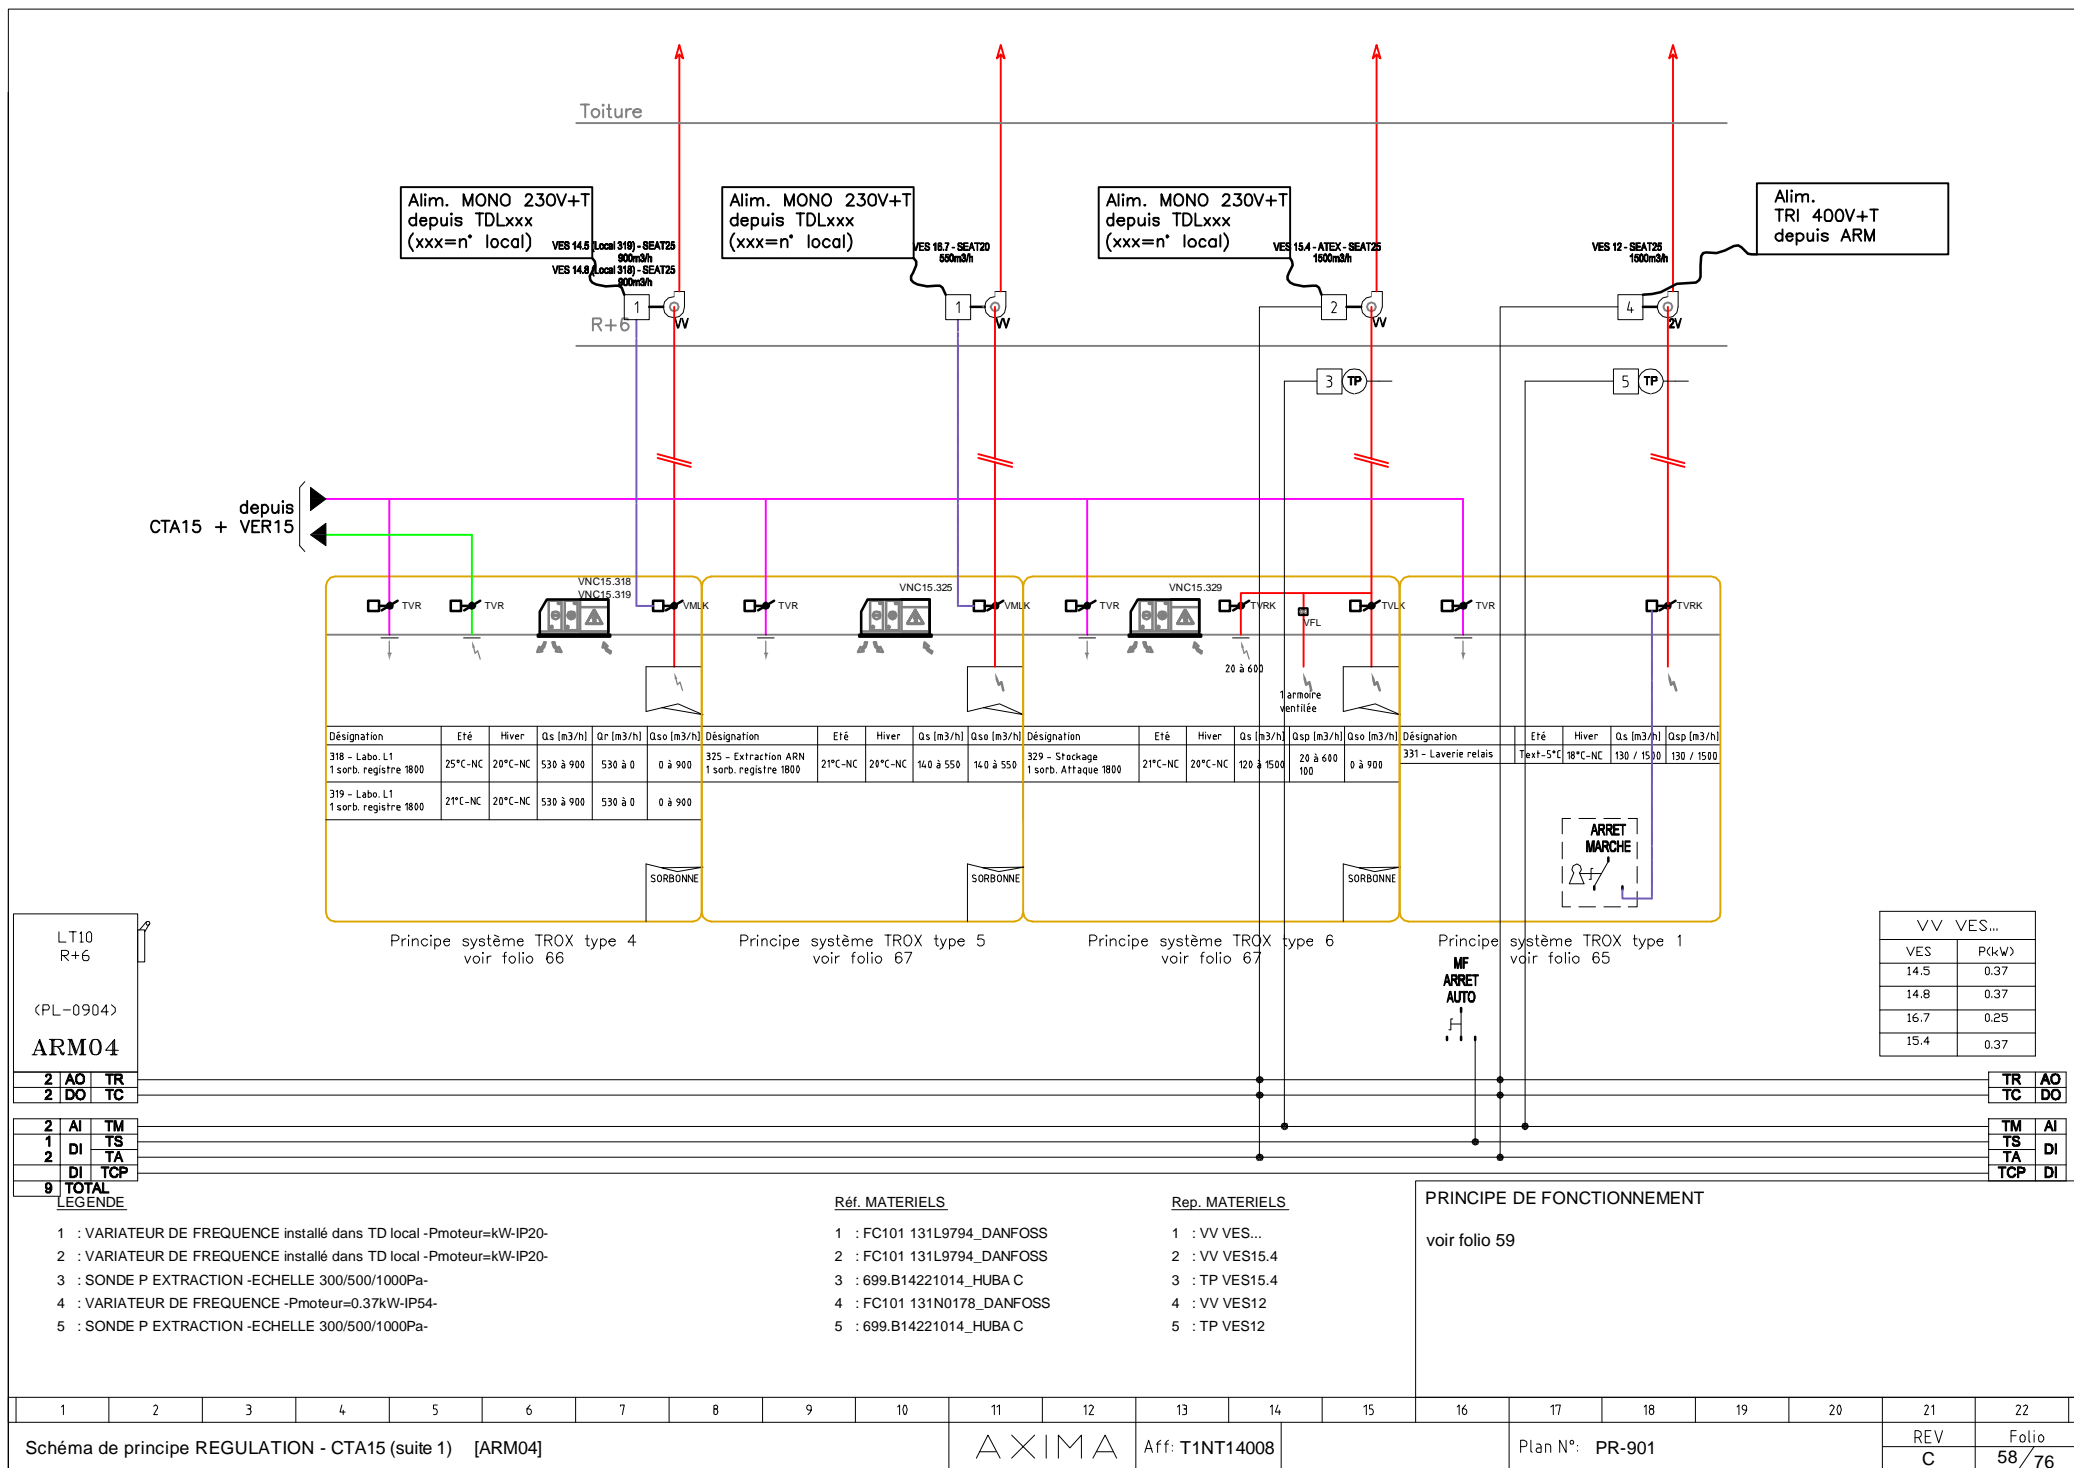 Toiture
Alim. MONO 230V+T
depuis TDLxxx
(xxx=n° local)
VES 14.5 (Local 319) - SEAT25
900m3/h
VES 14.8 (Local 318) - SEAT25
900m3/h
1
VV
R+6
Alim. MONO 230V+T
depuis TDLxxx
(xxx=n° local)
VES 16.7 - SEAT20
550m3/h
1
VV
Alim. MONO 230V+T
depuis TDLxxx
(xxx=n° local)
VES 15.4 - ATEX - SEAT25
1500m3/h
2
VV
3 TP
Alim.
TRI 400V+T
depuis ARM
VES 12 - SEAT25
1500m3/h
4
2V
5 TP
depuis
CTA15 + VER15
TVR
TVR
VNC15.318
VNC15.319
VMLK
TVR
VNC15.325
VMLK
TVR
VNC15.329
TVRK
VFL
TVLK
TVR
TVRK
20 à 600
1 armoire
ventilée
Désignation Eté Hiver Qs (m3/h) Qr (m3/h) Qso (m3/h)
318 - Labo. L1
1 sorb. registre 1800 25°C-NC 20°C-NC 530 à 900 530 à 0 0 à 900
319 - Labo. L1
1 sorb. registre 1800 21°C-NC 20°C-NC 530 à 900 530 à 0 0 à 900
Désignation Eté Hiver Qs (m3/h) Qso (m3/h)
325 - Extraction ARN
1 sorb. registre 1800 21°C-NC 20°C-NC 140 à 550 140 à 550
Désignation Eté Hiver Qs (m3/h) Qsp (m3/h) Qso (m3/h)
329 - Stockage
1 sorb. Attaque 1800 21°C-NC 20°C-NC 120 à 1500 20 à 600
100 0 à 900
Désignation Eté Hiver Qs (m3/h) Qsp (m3/h)
331 - Laverie relais Text-5°C 18°C-NC 130 / 1500 130 / 1500
ARRET
MARCHE
SORBONNE
SORBONNE
SORBONNE
Principe système TROX type 4
voir folio 66
Principe système TROX type 5
voir folio 67
Principe système TROX type 6
voir folio 67
Principe système TROX type 1
voir folio 65
MF
ARRET
AUTO
VV VES...
VES P(kW)
14.5 0.37
14.8 0.37
16.7 0.25
15.4 0.37
LT10
R+6
(PL-0904)
ARM04
2 AO TR
2 DO TC
2 AI TM
1 DI TS
2 TA
DI TCP
9 TOTAL
TR AO
TC DO
TM AI
TS DI
TA
TCP DI
LEGENDE
1 : VARIATEUR DE FREQUENCE installé dans TD local -Pmoteur=kW-IP20-
2 : VARIATEUR DE FREQUENCE installé dans TD local -Pmoteur=kW-IP20-
3 : SONDE P EXTRACTION -ECHELLE 300/500/1000Pa-
4 : VARIATEUR DE FREQUENCE -Pmoteur=0.37kW-IP54-
5 : SONDE P EXTRACTION -ECHELLE 300/500/1000Pa-
Réf. MATERIELS
1 : FC101 131L9794_DANFOSS
2 : FC101 131L9794_DANFOSS
3 : 699.B14221014_HUBA C
4 : FC101 131N0178_DANFOSS
5 : 699.B14221014_HUBA C
Rep. MATERIELS
1 : VV VES...
2 : VV VES15.4
3 : TP VES15.4
4 : VV VES12
5 : TP VES12
PRINCIPE DE FONCTIONNEMENT
voir folio 59
1 2 3 4 5 6 7 8 9 10 11 12 13 14 15 16 17 18 19 20 21 22
Schéma de principe REGULATION - CTA15 (suite 1) [ARM04]
AXIMA
Aff: T1NT14008
Plan N°: PR-901
REV
C
Folio
58/76